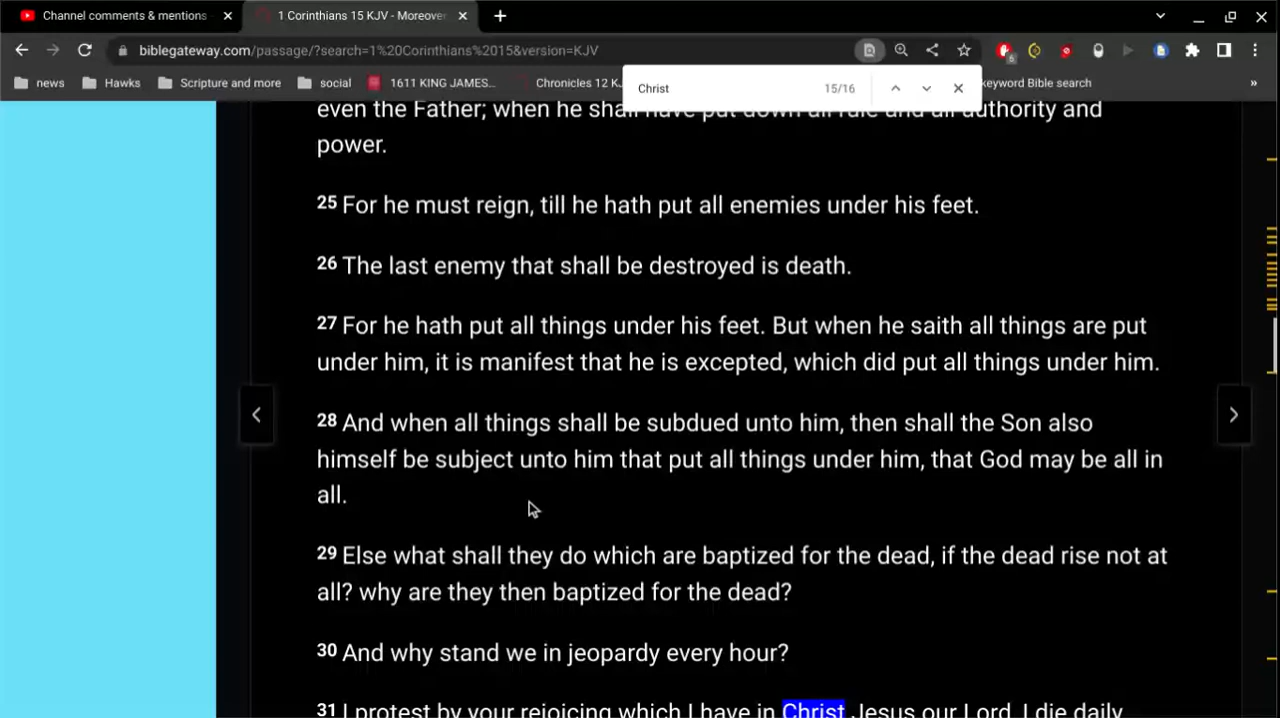 Channel comments & mentions
1 Corinthians 15 KJV - Moreover
biblegateway.com/passage/?search=1%20Corinthians%2015&version=KJV
6
news
Hawks
Scripture and more
social
1611 KING JAMES...
Chronicles 12 K
keyword Bible search
»
Christ
15/16
even the Father; when he shall have put down all rule and all authority and
power.
25 For he must reign, till he hath put all enemies under his feet.
26 The last enemy that shall be destroyed is death.
27 For he hath put all things under his feet. But when he saith all things are put
under him, it is manifest that he is excepted, which did put all things under him.
28 And when all things shall be subdued unto him, then shall the Son also
himself be subject unto him that put all things under him, that God may be all in
all.
29 Else what shall they do which are baptized for the dead, if the dead rise not at
all? why are they then baptized for the dead?
30 And why stand we in jeopardy every hour?
31 I protest by your rejoicing which I have in Christ Jesus our Lord, I die daily